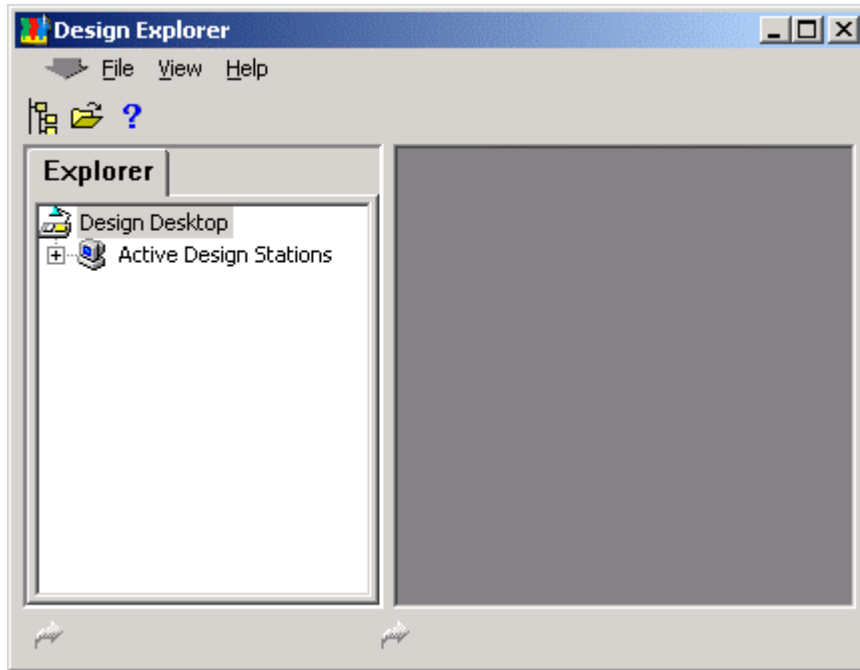 Design Explorer
File View Help
?
Explorer
Design Desktop
Active Design Stations